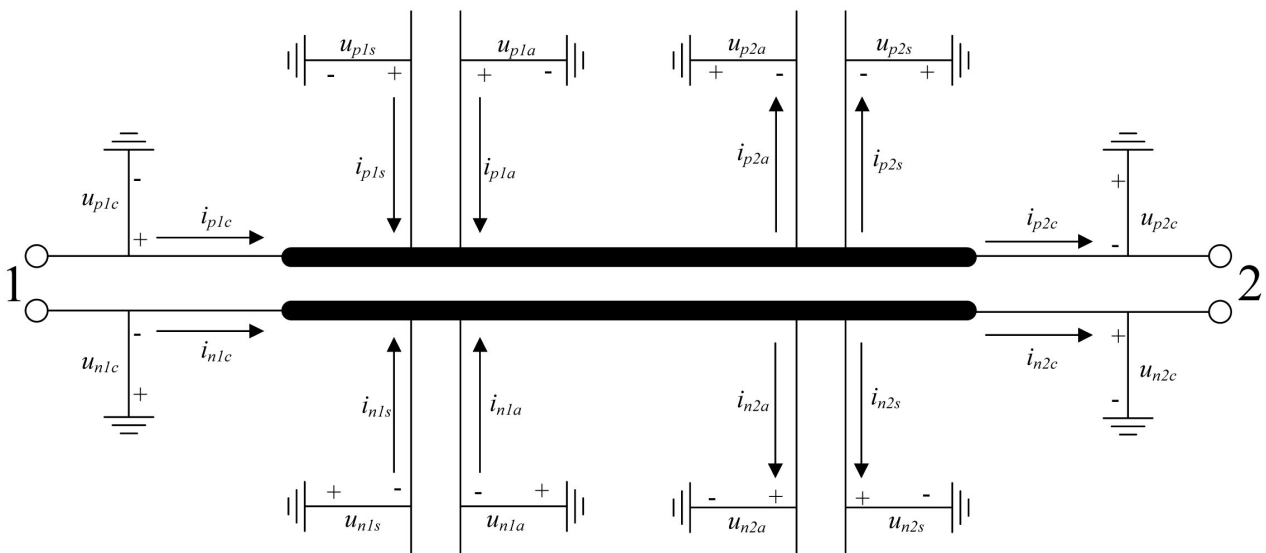 u_p1s u_p1a u_p2a u_p2s
- + + - + - - +
i_p1s i_p1a i_p2a i_p2s
- +
u_p1c u_p2c
+ i_p1c i_p2c -
1 2
- i_n1c i_n2c +
u_n1c u_n2c
+ -
i_n1s i_n1a i_n2a i_n2s
+ - - + - + + -
u_n1s u_n1a u_n2a u_n2s